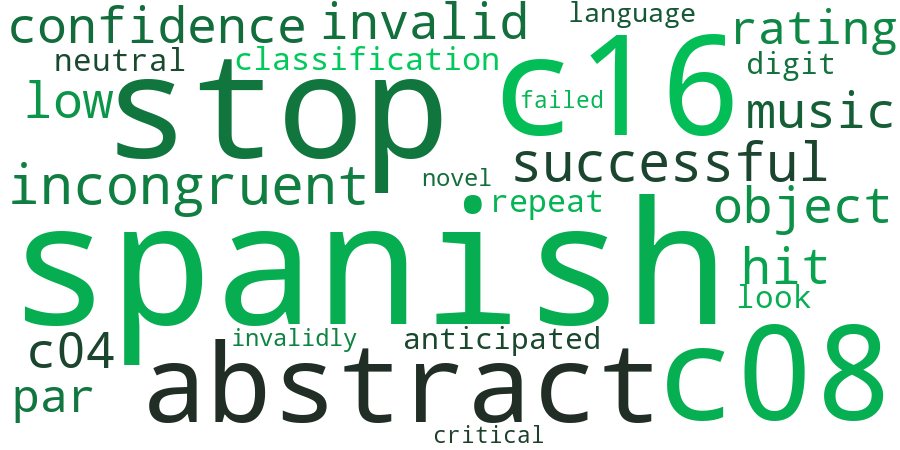 confidence
invalid
language
rating
neutral
classification
stop
c16
digit
low
failed
music
successful
incongruent
novel
repeat
object
spanish
hit
look
c04
invalidly
anticipated
c08
par
abstract
critical